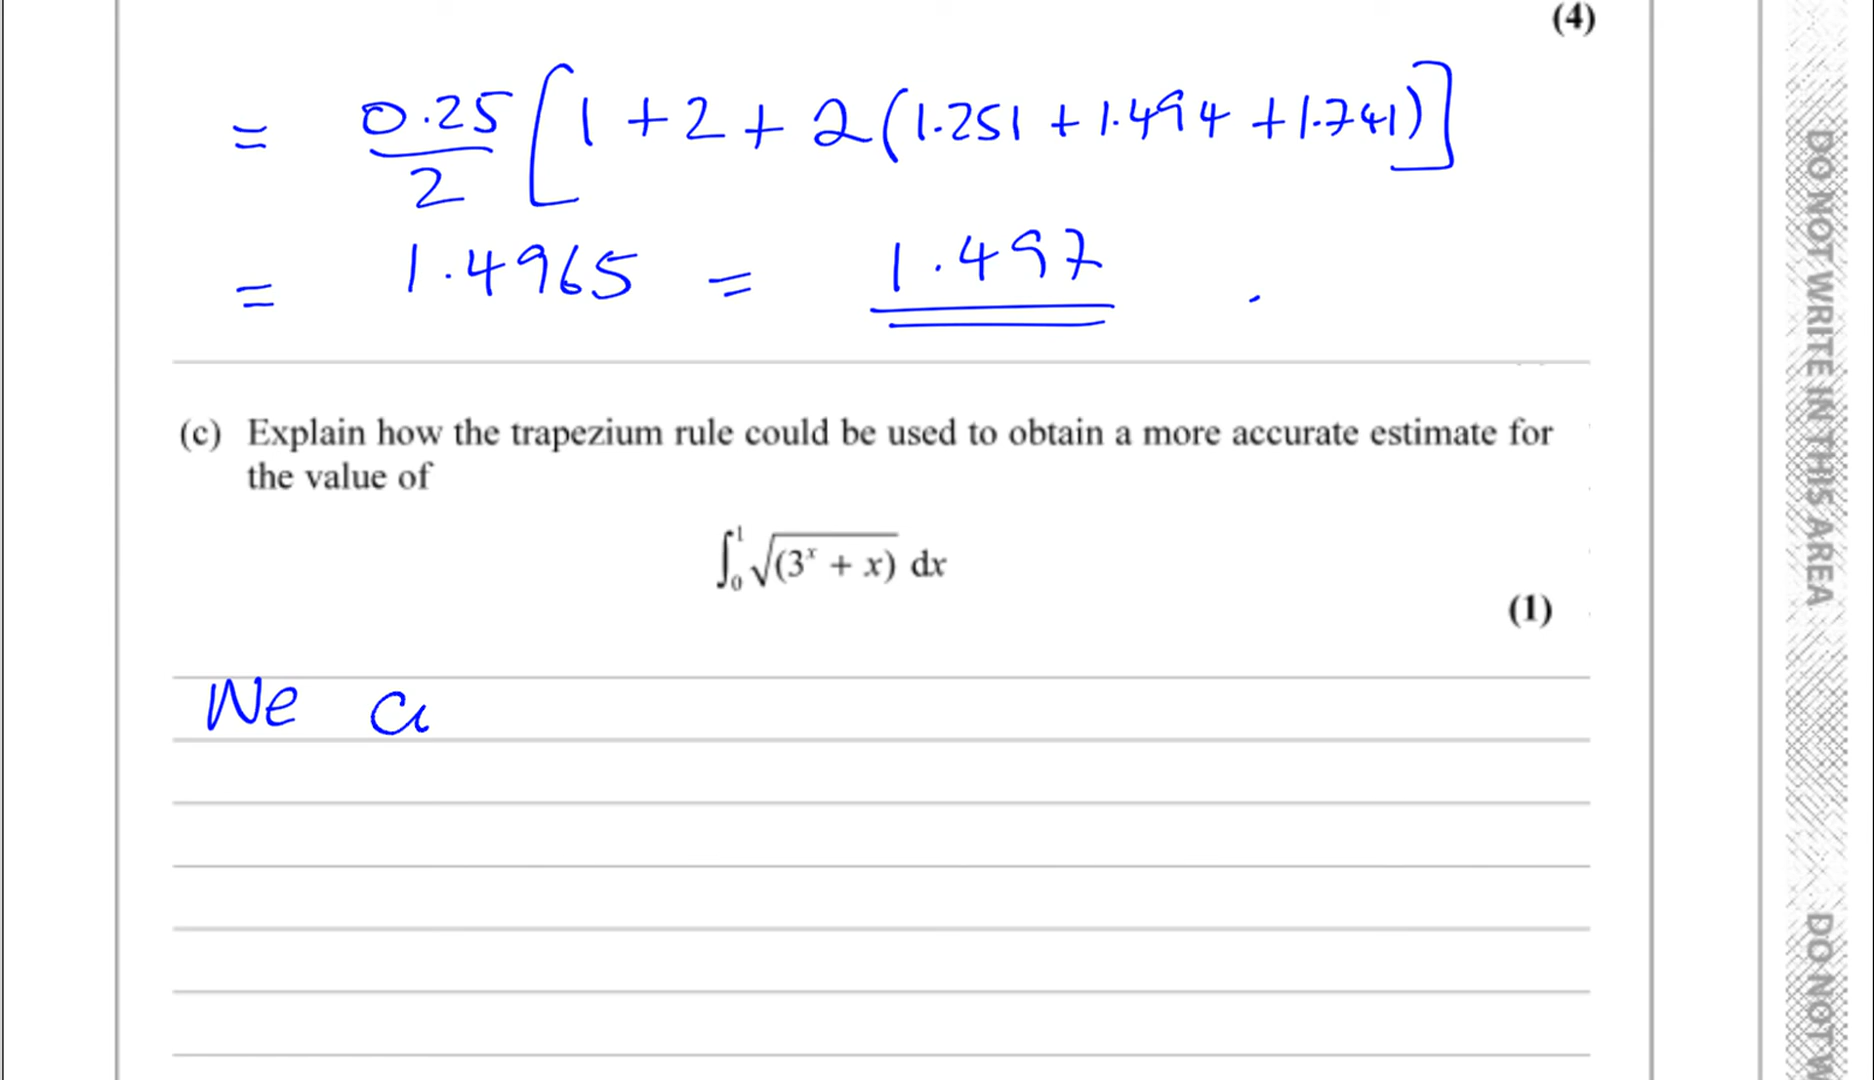 (4)
= 0.25/2 [1 + 2 + 2(1.251 + 1.494 + 1.741)]
= 1.4965 = 1.497 .
(c) Explain how the trapezium rule could be used to obtain a more accurate estimate for
the value of
∫₀¹ √(3ˣ + x) dx
(1)
We ca
DO NOT WRITE IN THIS AREA
DO NOT W